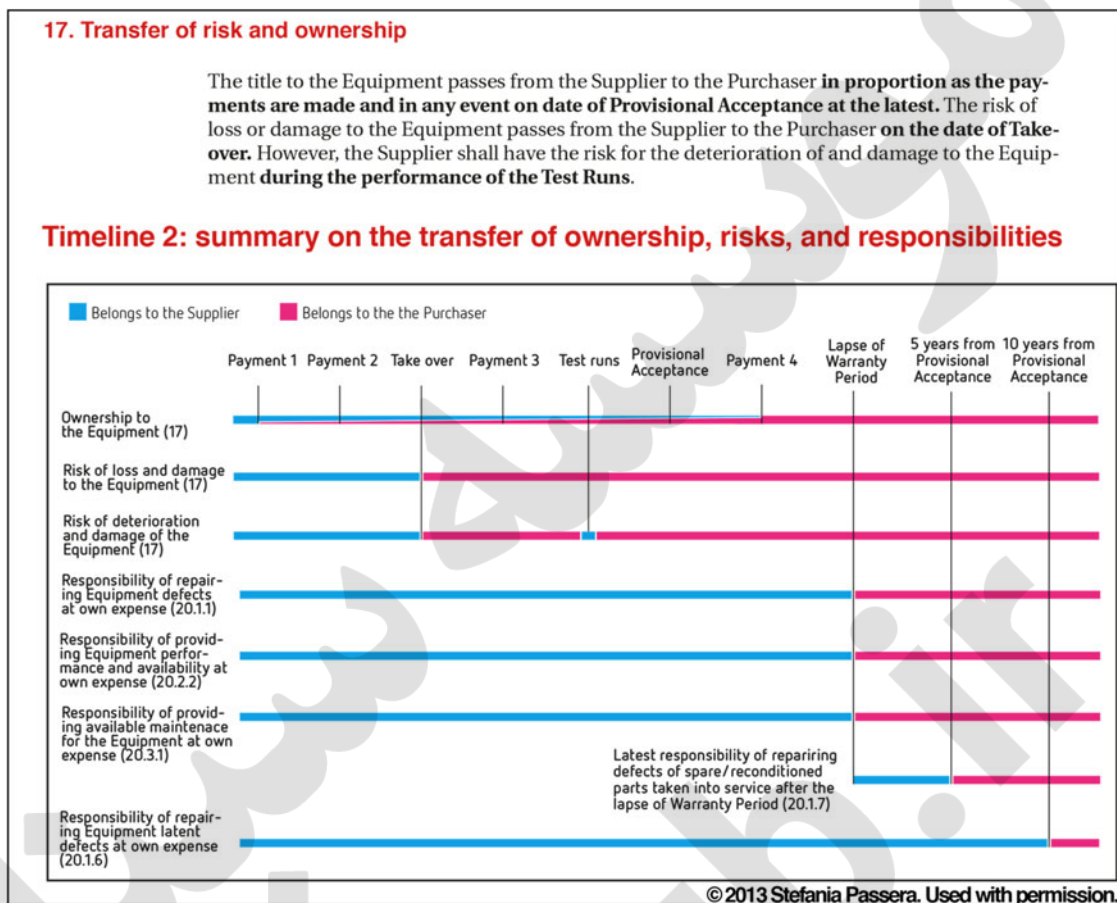 17. Transfer of risk and ownership
The title to the Equipment passes from the Supplier to the Purchaser in proportion as the pay-
ments are made and in any event on date of Provisional Acceptance at the latest. The risk of
loss or damage to the Equipment passes from the Supplier to the Purchaser on the date of Take-
over. However, the Supplier shall have the risk for the deterioration of and damage to the Equip-
ment during the performance of the Test Runs.
Timeline 2: summary on the transfer of ownership, risks, and responsibilities
Belongs to the Supplier
Belongs to the the Purchaser
Payment 1
Payment 2
Take over
Payment 3
Test runs
Provisional
Acceptance
Payment 4
Lapse of
Warranty
Period
5 years from
Provisional
Acceptance
10 years from
Provisional
Acceptance
Ownership to
the Equipment (17)
Risk of loss and damage
to the Equipment (17)
Risk of deterioration
and damage of the
Equipment (17)
Responsibility of repair-
ing Equipment defects
at own expense (20.1.1)
Responsibility of provid-
ing Equipment perfor-
mance and availability at
own expense (20.2.2)
Responsibility of provid-
ing available maintenace
for the Equipment at own
expense (20.3.1)
Latest responsibility of repairiring
defects of spare/reconditioned
parts taken into service after the
lapse of Warranty Period (20.1.7)
Responsibility of repair-
ing Equipment latent
defects at own expense
(20.1.6)
© 2013 Stefania Passera. Used with permission.